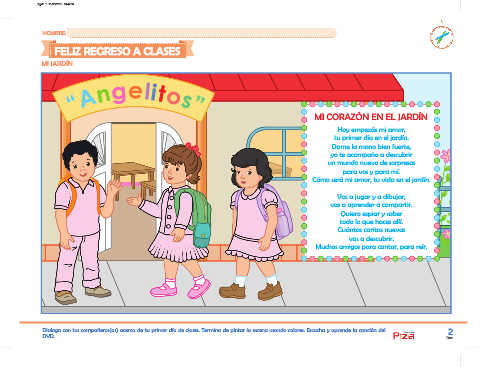 NOMBRE:
FELIZ REGRESO A CLASES
MI JARDÍN
"Angelitos"
MI CORAZÓN EN EL JARDÍN
Hoy empezás mi amor,
tu primer día en el jardín.
Dame la mano bien fuerte,
yo te acompaño a descubrir
un mundo nuevo de sorpresas
para vos y para mí.
Cómo será mi amor, tu vida en el jardín.
Vas a jugar y a dibujar,
vas a aprender a compartir.
Quiero espiar y saber
todo lo que haces allí.
Cuántas caritas nuevas
vas a descubrir.
Muchos amigos para cantar, para reír.
Dialoga con tus compañeros(as) acerca de tu primer día de clases. Termina de pintar la escena usando colores. Escucha y aprende la canción del
DVD.
2